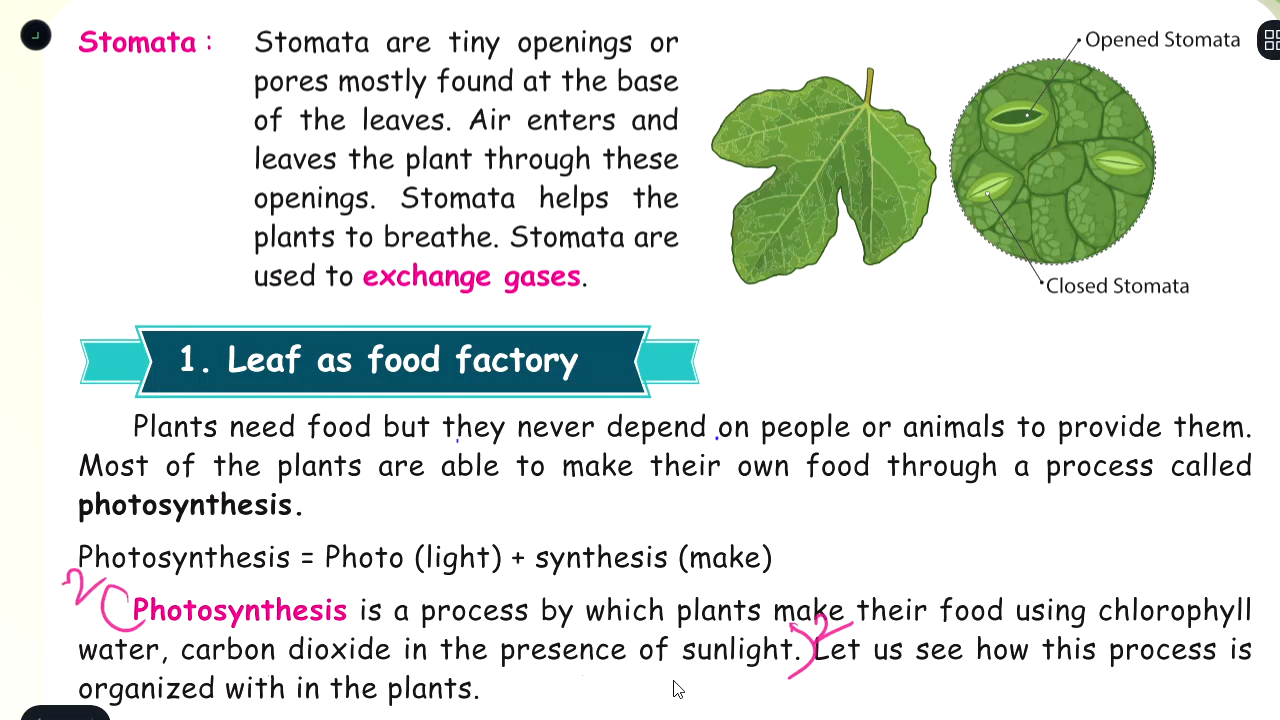 Stomata : Stomata are tiny openings or
pores mostly found at the base
of the leaves. Air enters and
leaves the plant through these
openings. Stomata helps the
plants to breathe. Stomata are
used to exchange gases.
Opened Stomata
Closed Stomata
1. Leaf as food factory
Plants need food but they never depend on people or animals to provide them.
Most of the plants are able to make their own food through a process called
photosynthesis.
Photosynthesis = Photo (light) + synthesis (make)
Photosynthesis is a process by which plants make their food using chlorophyll
water, carbon dioxide in the presence of sunlight. Let us see how this process is
organized with in the plants.